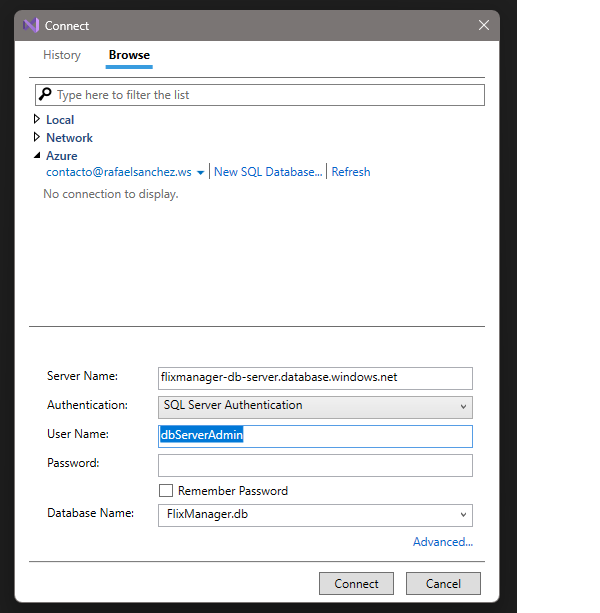 Connect
History Browse
Type here to filter the list
Local
Network
Azure
contacto@rafaelsanchez.ws New SQL Database... Refresh
No connection to display.
Server Name: flixmanager-db-server.database.windows.net
Authentication: SQL Server Authentication
User Name: dbServerAdmin
Password:
Remember Password
Database Name: FlixManager.db
Advanced...
Connect Cancel